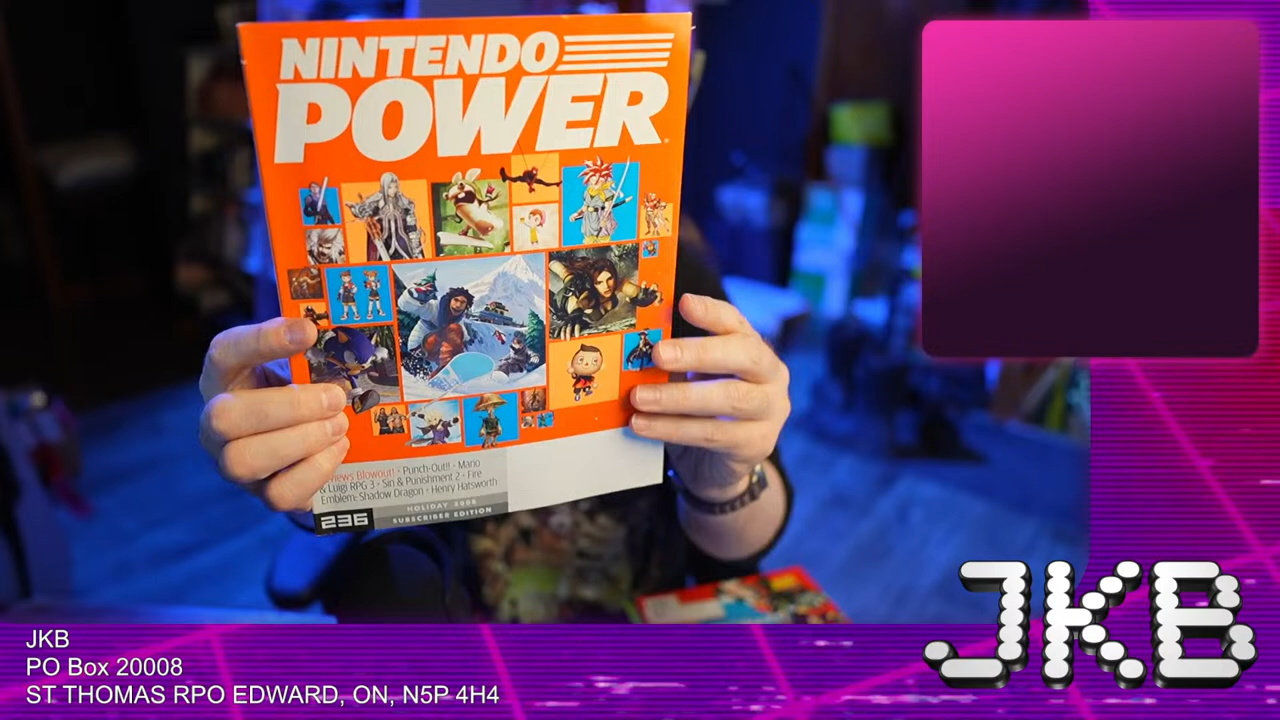 NINTENDO
POWER
News Blowout! • Punch-Out!! • Mario
& Luigi RPG 3 • Sin & Punishment 2 • Fire
Emblem: Shadow Dragon • Henry Hatsworth
HOLIDAY 2008
236 SUBSCRIBER EDITION
JKB
JKB
PO Box 20008
ST THOMAS RPO EDWARD, ON, N5P 4H4